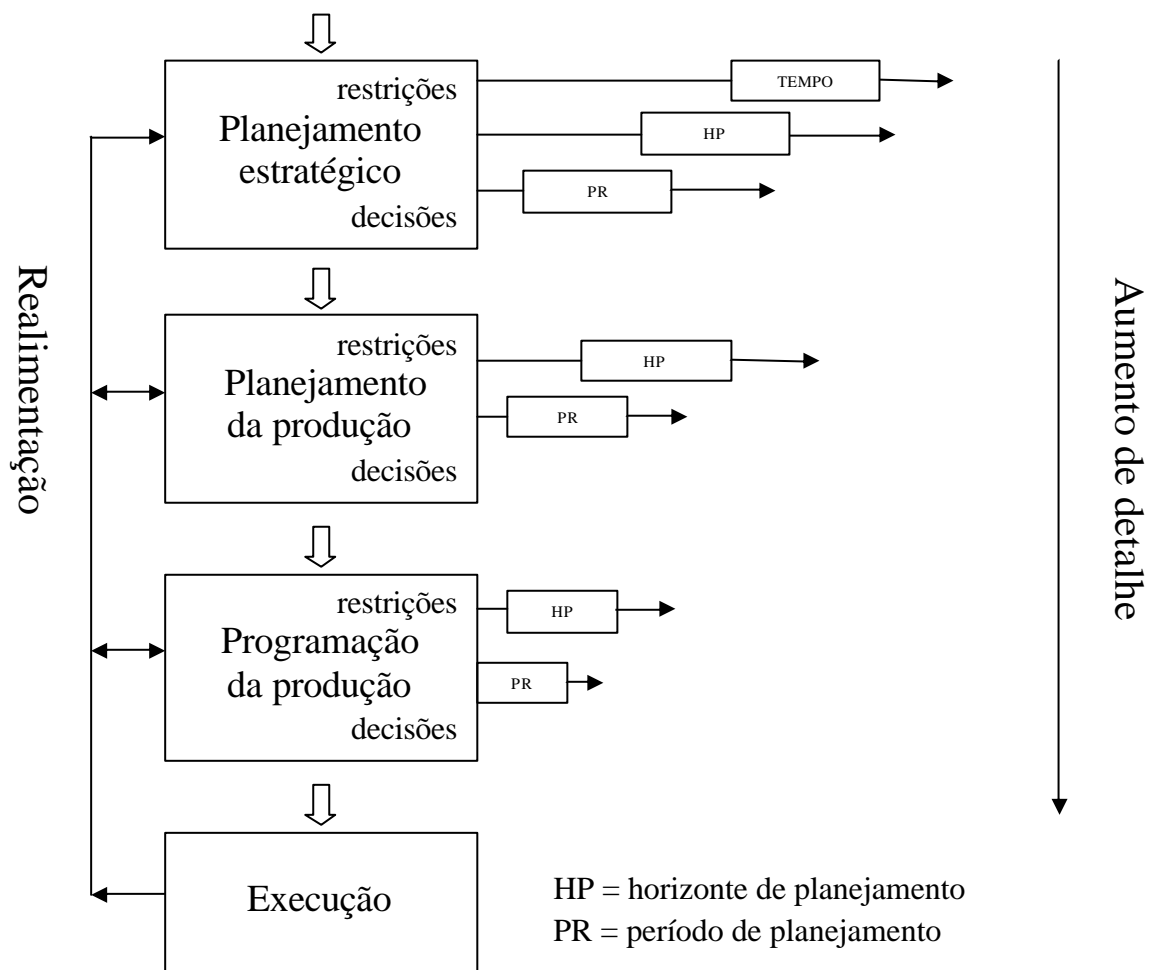 restrições
TEMPO
Planejamento
estratégico
HP
PR
decisões
Realimentação
restrições
Planejamento
da produção
HP
PR
decisões
Aumento de detalhe
restrições
Programação
da produção
HP
PR
decisões
Execução
HP = horizonte de planejamento
PR = período de planejamento